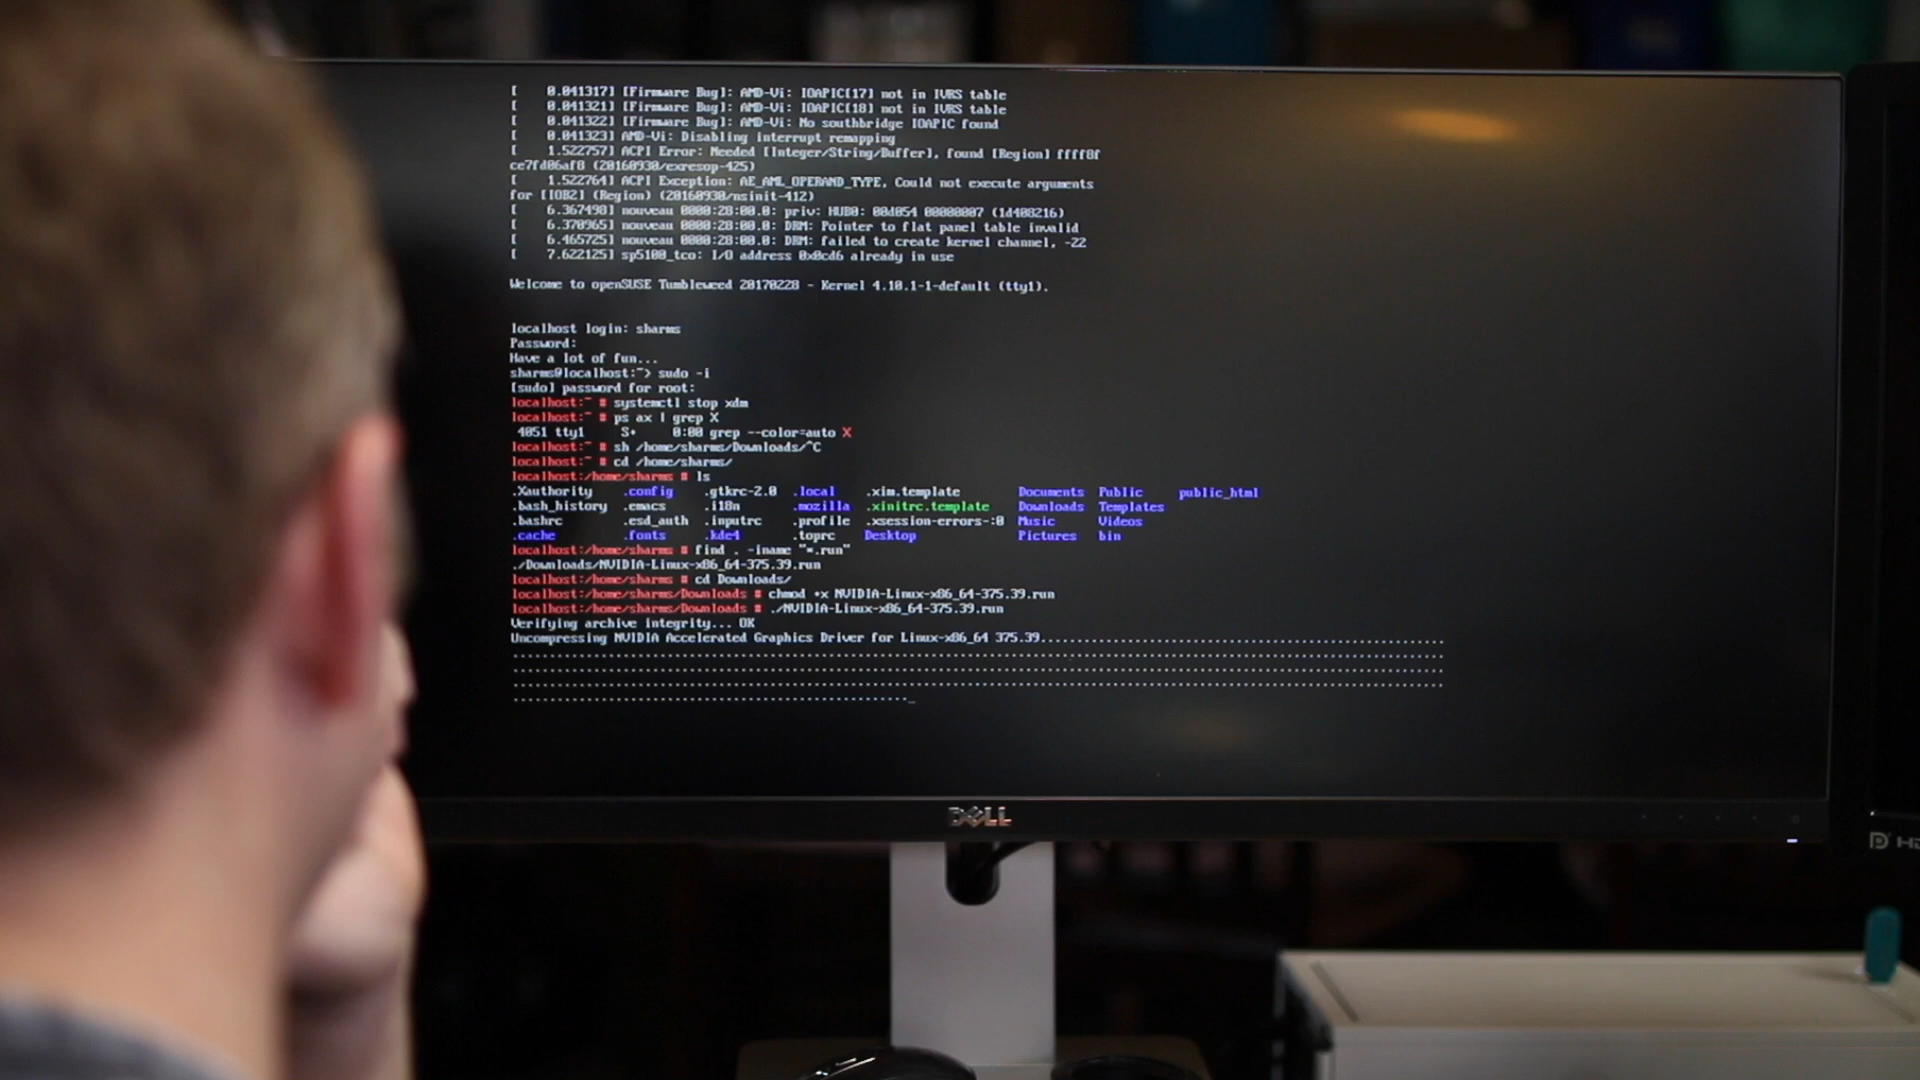 [    0.041317] [Firmware Bug]: AMD-Vi: IOAPIC[17] not in IVRS table
[    0.041321] [Firmware Bug]: AMD-Vi: IOAPIC[18] not in IVRS table
[    0.041322] [Firmware Bug]: AMD-Vi: No southbridge IOAPIC found
[    0.041323] AMD-Vi: Disabling interrupt remapping
[    1.522757] ACPI Error: Needed [Integer/String/Buffer], found [Region] ffff8f
ce7fd06af8 (20160930/exresop-425)
[    1.522764] ACPI Exception: AE_AML_OPERAND_TYPE, Could not execute arguments
for [IOB2] (Region) (20160930/nsinit-412)
[    6.367498] nouveau 0000:28:00.0: priv: HUB0: 00d054 00000007 (1d408216)
[    6.370965] nouveau 0000:28:00.0: DRM: Pointer to flat panel table invalid
[    6.465725] nouveau 0000:28:00.0: DRM: failed to create kernel channel, -22
[    7.622125] sp5100_tco: I/O address 0x0cd6 already in use
Welcome to openSUSE Tumbleweed 20170228 - Kernel 4.10.1-1-default (tty1).
localhost login: sharms
Password:
Have a lot of fun...
sharms@localhost:~> sudo -i
[sudo] password for root:
localhost:~ # systemctl stop xdm
localhost:~ # ps ax | grep X
4051 tty1     S+     0:00 grep --color=auto X
localhost:~ # sh /home/sharms/Downloads/^C
localhost:~ # cd /home/sharms/
localhost:/home/sharms # ls
.Xauthority    .config    .gtkrc-2.0  .local    .xim.template    Documents  Public    public_html
.bash_history  .emacs    .i18n    .mozilla  .xinitrc.template    Downloads  Templates
.bashrc    .esd_auth  .inputrc    .profile  .xsession-errors-:0  Music    Videos
.cache    .fonts    .kde4    .toprc    Desktop    Pictures    bin
localhost:/home/sharms # find . -iname "*.run"
./Downloads/NVIDIA-Linux-x86_64-375.39.run
localhost:/home/sharms # cd Downloads/
localhost:/home/sharms/Downloads # chmod +x NVIDIA-Linux-x86_64-375.39.run
localhost:/home/sharms/Downloads # ./NVIDIA-Linux-x86_64-375.39.run
Verifying archive integrity... OK
Uncompressing NVIDIA Accelerated Graphics Driver for Linux-x86_64 375.39.......
DELL